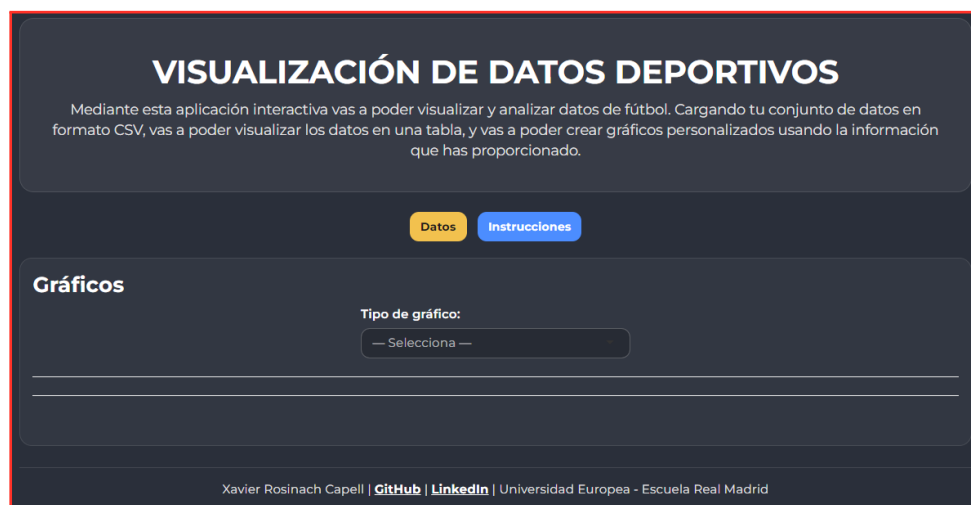 VISUALIZACIÓN DE DATOS DEPORTIVOS
Mediante esta aplicación interactiva vas a poder visualizar y analizar datos de fútbol. Cargando tu conjunto de datos en
formato CSV, vas a poder visualizar los datos en una tabla, y vas a poder crear gráficos personalizados usando la información
que has proporcionado.
Datos Instrucciones
Gráficos
Tipo de gráfico:
— Selecciona —
Xavier Rosinach Capell | GitHub | LinkedIn | Universidad Europea - Escuela Real Madrid